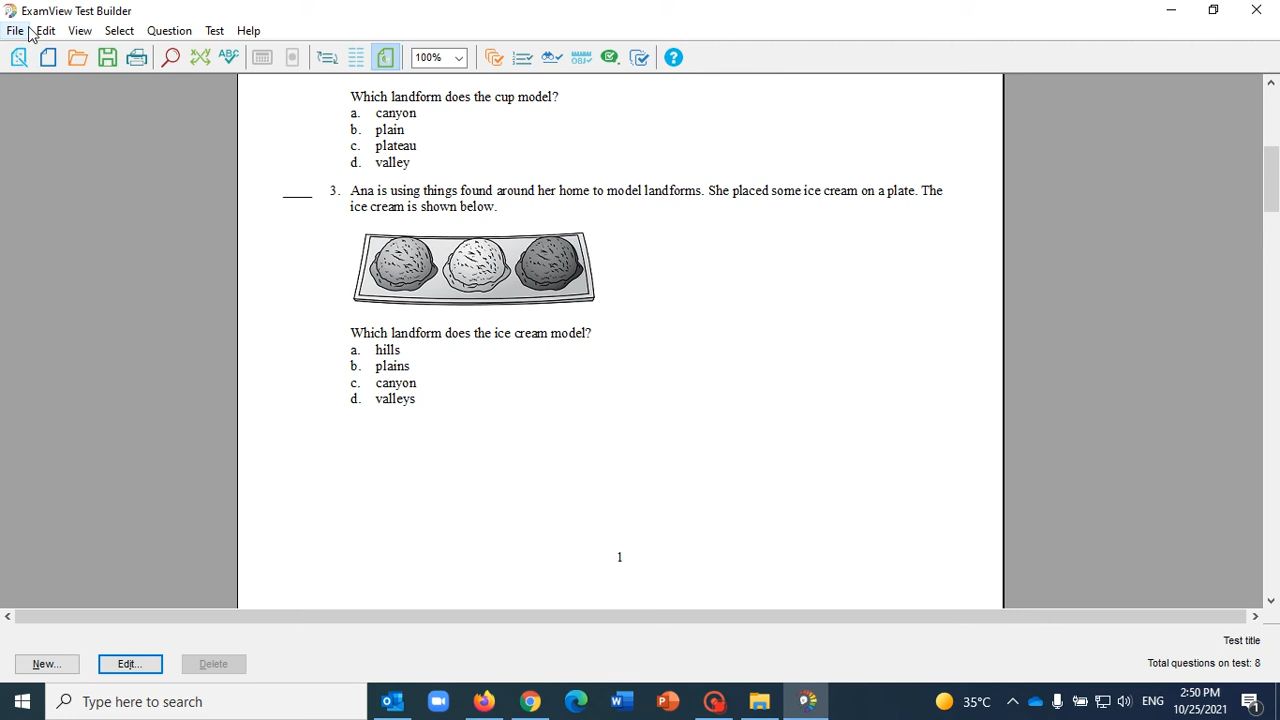 ExamView Test Builder
File Edit View Select Question Test Help
ABC 100% OBJ ?
Which landform does the cup model?
a. canyon
b. plain
c. plateau
d. valley
____ 3. Ana is using things found around her home to model landforms. She placed some ice cream on a plate. The
ice cream is shown below.
Which landform does the ice cream model?
a. hills
b. plains
c. canyon
d. valleys
1
Test title
New... Edit... Delete Total questions on test: 8
Type here to search 35°C ENG 2:50 PM
10/25/2021 1